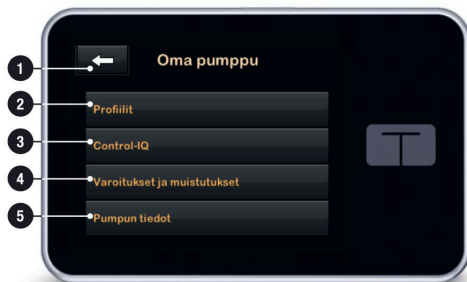 Oma pumppu
1
2
Profiilit
3
Control-IQ
4
Varoitukset ja muistutukset
5
Pumpun tiedot